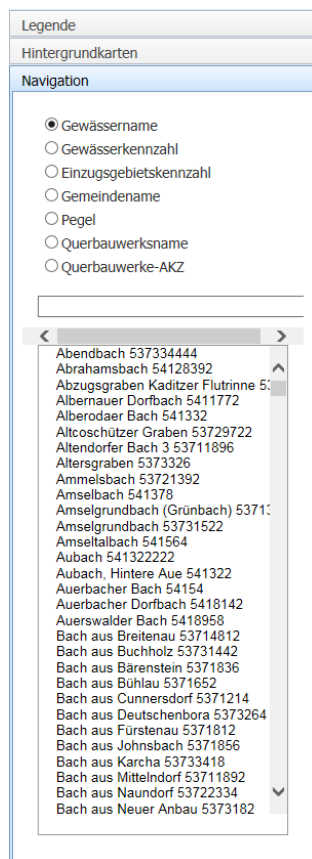 Legende
Hintergrundkarten
Navigation
Gewässername
Gewässerkennzahl
Einzugsgebietskennzahl
Gemeindename
Pegel
Querbauwerksname
Querbauwerke-AKZ
Abendbach 537334444
Abrahamsbach 54128392
Abzugsgraben Kaditzer Flutrinne 53
Albernauer Dorfbach 5411772
Alberodaer Bach 541332
Altcoschützer Graben 53729722
Altendorfer Bach 3 53711896
Altersgraben 5373326
Ammelsbach 53721392
Amselbach 541378
Amselgrundbach (Grünbach) 53713
Amselgrundbach 53731522
Amseltalbach 541564
Aubach 541322222
Aubach, Hintere Aue 541322
Auerbacher Bach 54154
Auerbacher Dorfbach 5418142
Auerswalder Bach 5418958
Bach aus Breitenau 53714812
Bach aus Buchholz 53731442
Bach aus Bärenstein 5371836
Bach aus Bühlau 5371652
Bach aus Cunnersdorf 5371214
Bach aus Deutschenbora 5373264
Bach aus Fürstenau 5371812
Bach aus Johnsbach 5371856
Bach aus Karcha 53733418
Bach aus Mittelndorf 53711892
Bach aus Naundorf 53722334
Bach aus Neuer Anbau 5373182